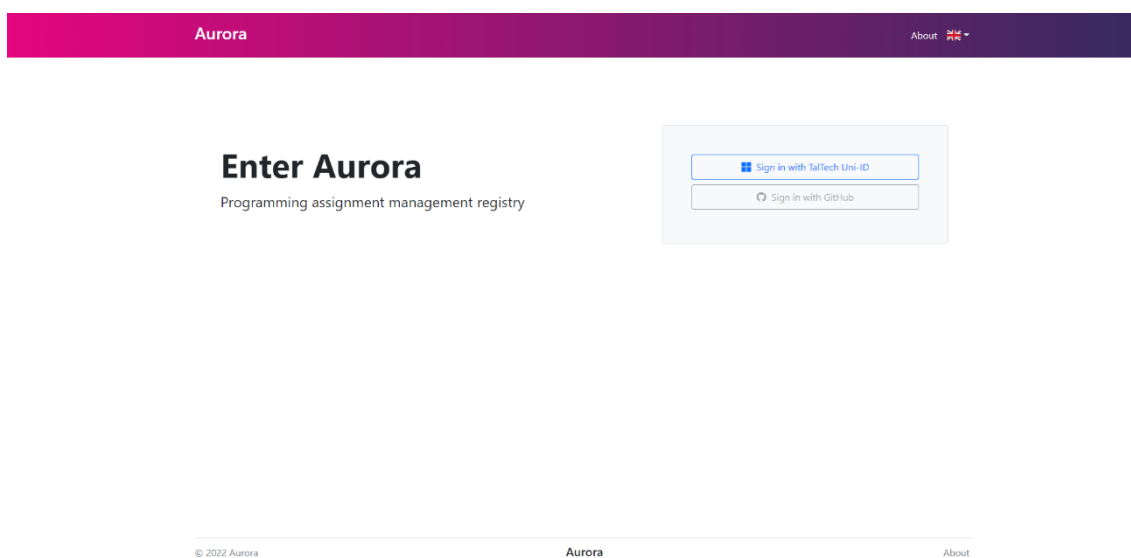 Aurora
About
Enter Aurora
Programming assignment management registry
Sign in with TalTech Uni-ID
Sign in with GitHub
© 2022 Aurora
Aurora
About